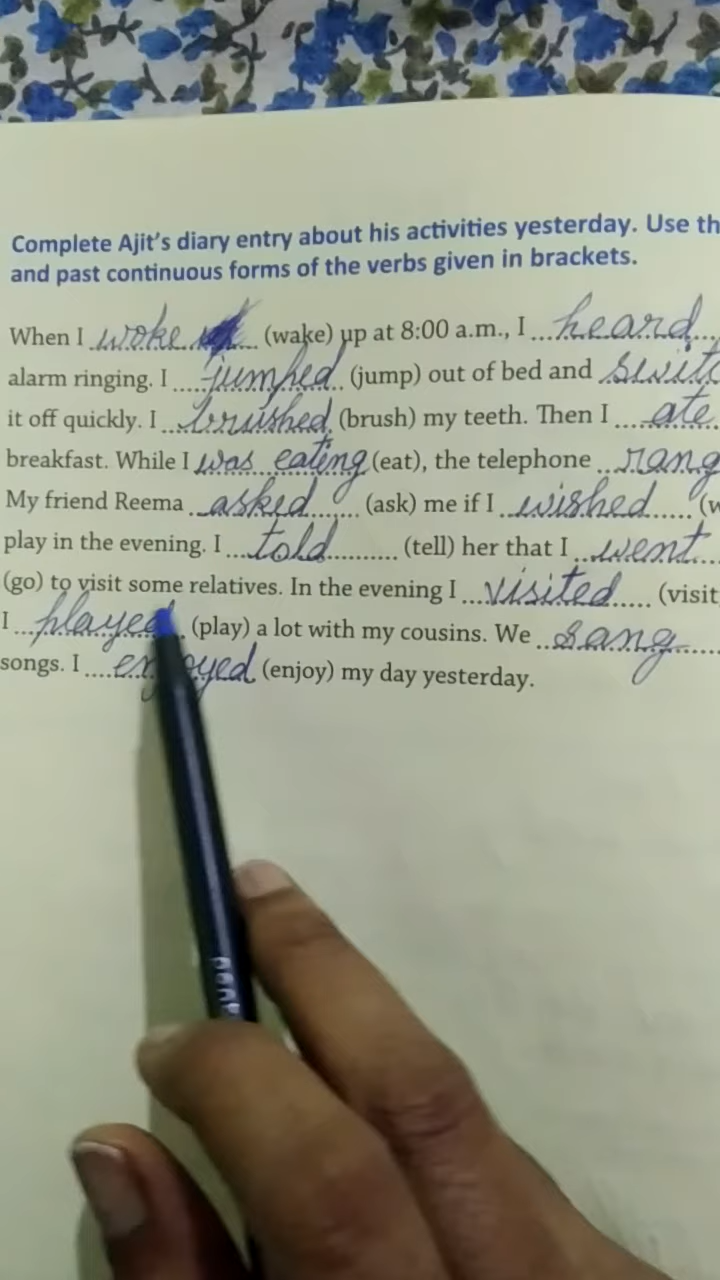 Complete Ajit's diary entry about his activities yesterday. Use th
and past continuous forms of the verbs given in brackets.
When I woke (wake) up at 8:00 a.m., I heard
alarm ringing. I jumped (jump) out of bed and switc
it off quickly. I brushed (brush) my teeth. Then I ate
breakfast. While I was eating (eat), the telephone rang
My friend Reema asked (ask) me if I wished (w
play in the evening. I told (tell) her that I went
(go) to visit some relatives. In the evening I visited (visit
I played (play) a lot with my cousins. We sang
songs. I enjoyed (enjoy) my day yesterday.